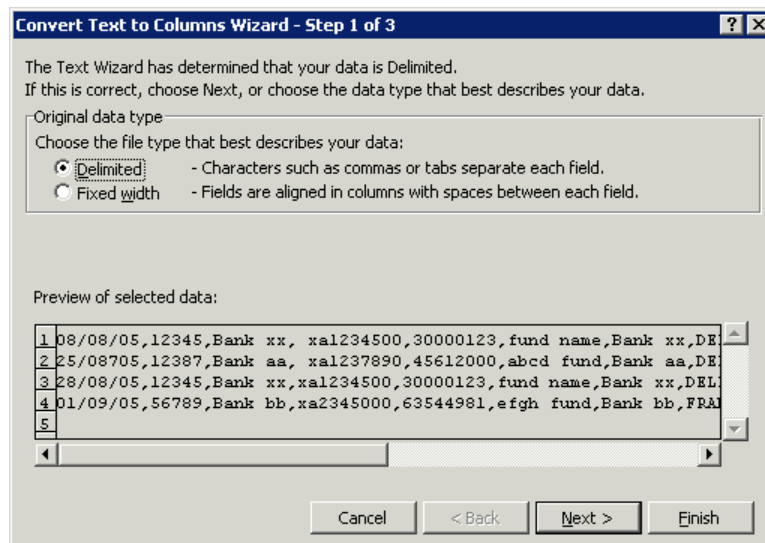 Convert Text to Columns Wizard - Step 1 of 3
The Text Wizard has determined that your data is Delimited.
If this is correct, choose Next, or choose the data type that best describes your data.
Original data type
Choose the file type that best describes your data:
Delimited - Characters such as commas or tabs separate each field.
Fixed width - Fields are aligned in columns with spaces between each field.
Preview of selected data:
1 08/08/05,12345,Bank xx, xa1234500,30000123,fund name,Bank xx,DE
2 25/08705,12387,Bank aa, xa1237890,45612000,abcd fund,Bank aa,DE
3 28/08/05,12345,Bank xx,xa1234500,30000123,fund name,Bank xx,DEL
4 01/09/05,56789,Bank bb,xa2345000,63544981,efgh fund,Bank bb,FRA
5
Cancel < Back Next > Finish